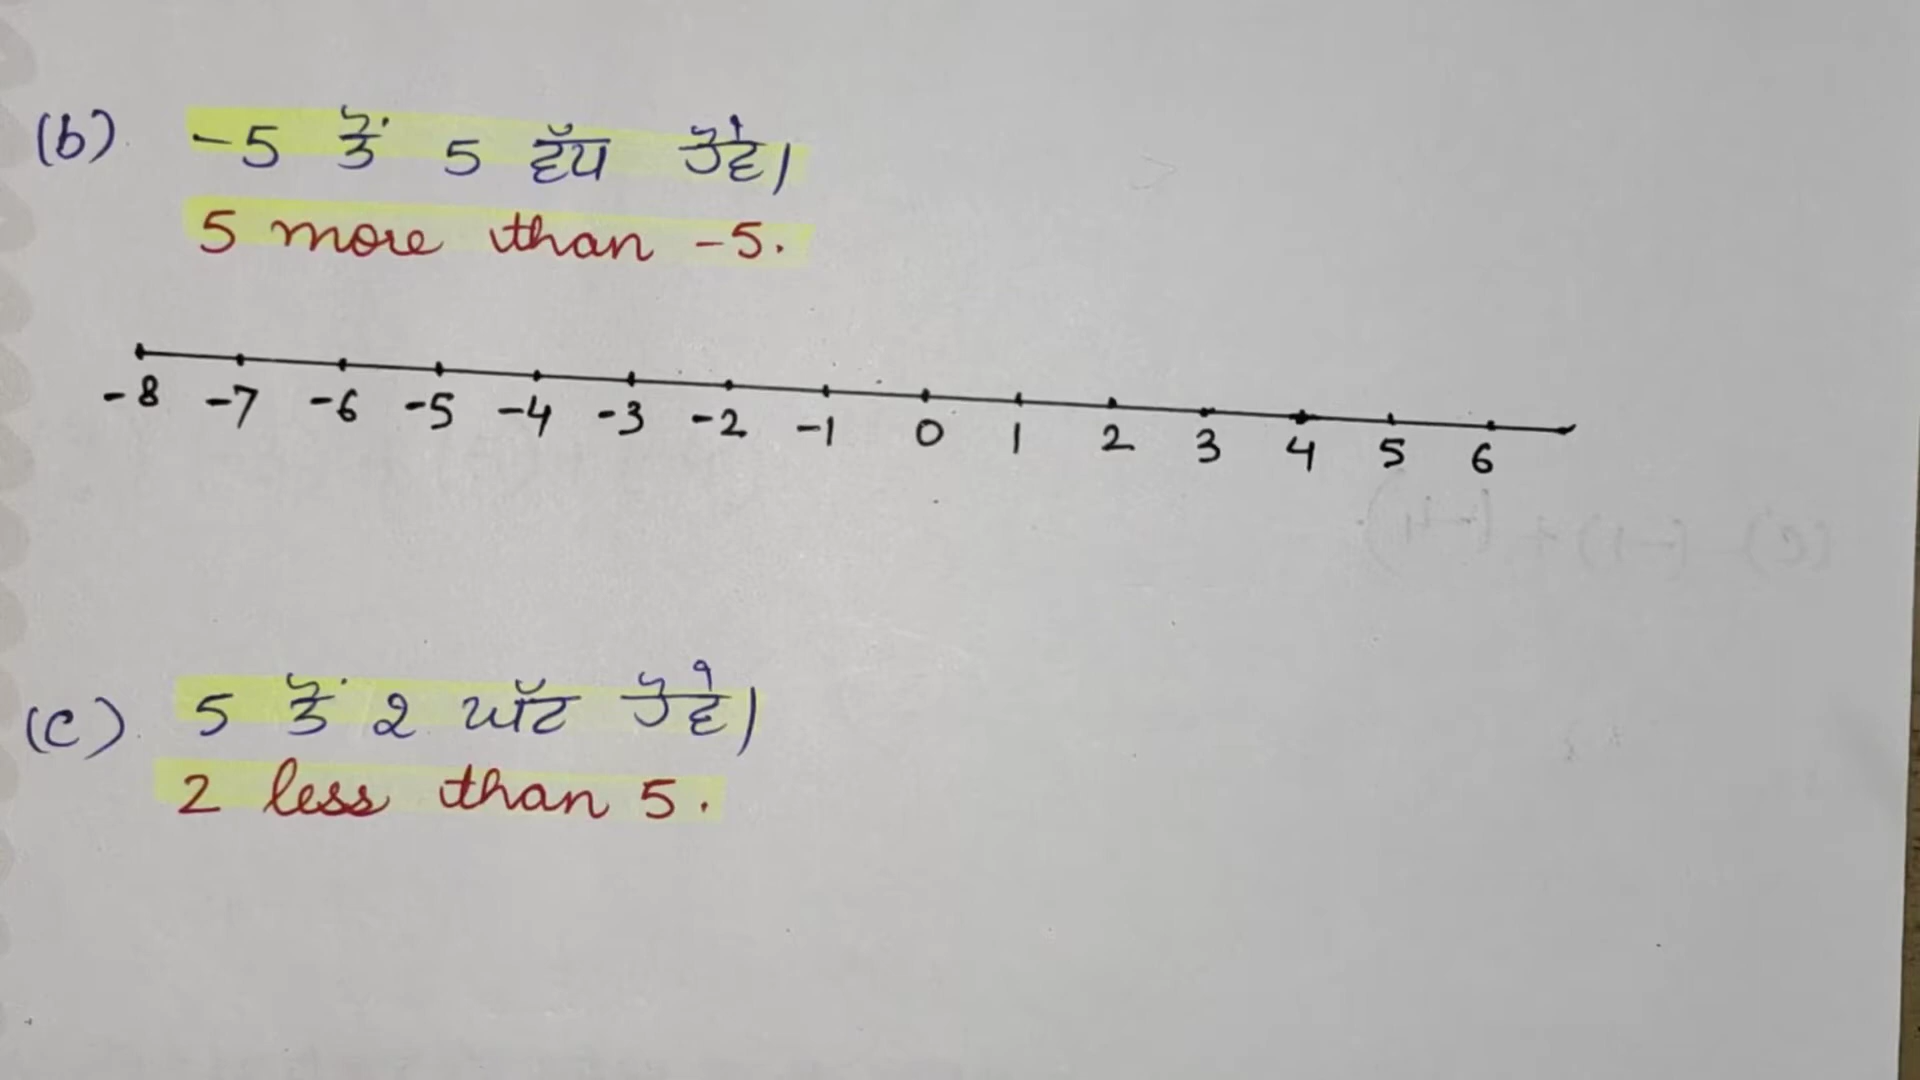 (b) -5 ਤੋਂ 5 ਵੱਧ ਹੋਵੇ।
5 more than -5.
-8 -7 -6 -5 -4 -3 -2 -1 0 1 2 3 4 5 6
(c) 5 ਤੋਂ 2 ਘੱਟ ਹੋਵੇ।
2 less than 5.